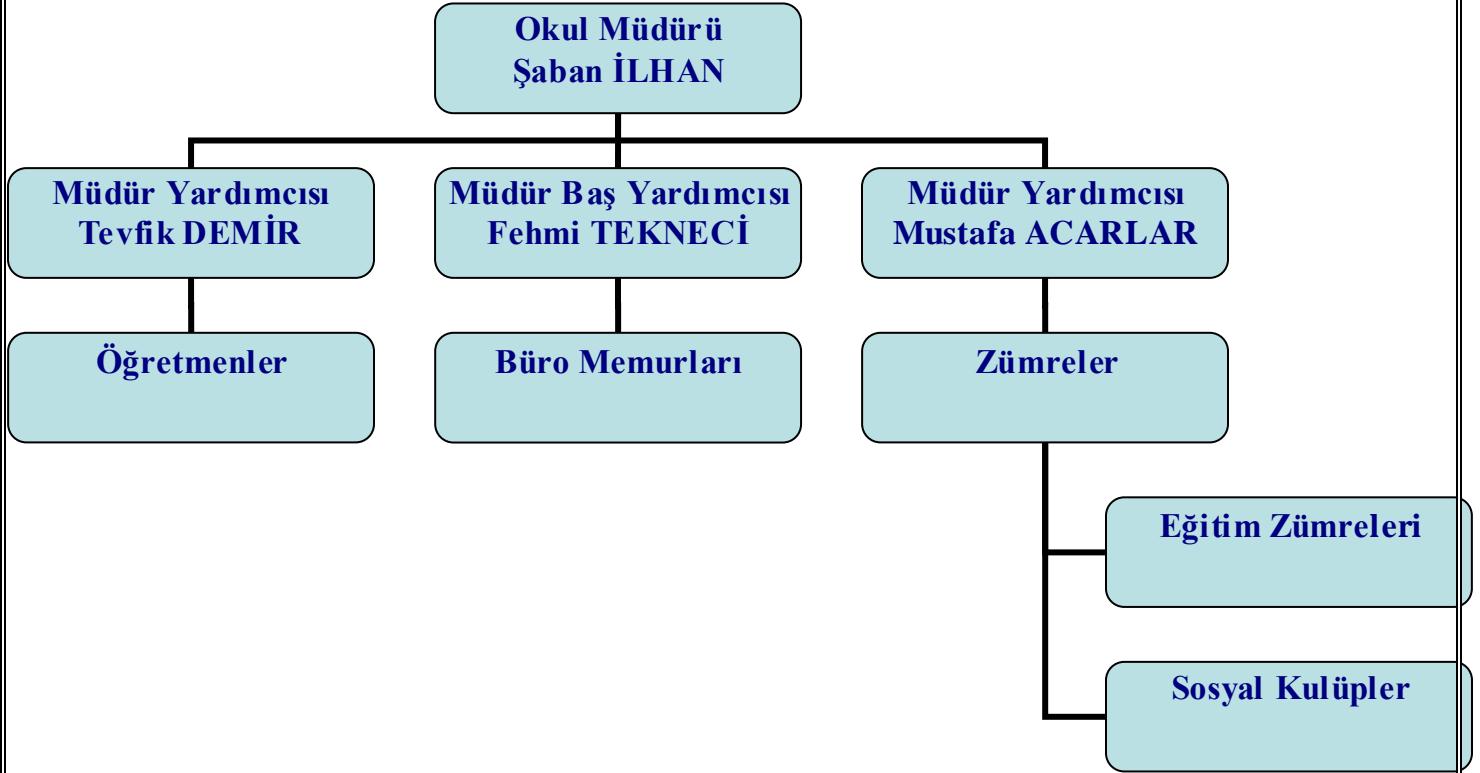 Okul Müdürü
Şaban İLHAN
Müdür Yardımcısı
Tevfik DEMİR
Müdür Baş Yardımcısı
Fehmi TEKNECİ
Müdür Yardımcısı
Mustafa ACARLAR
Öğretmenler
Büro Memurları
Zümreler
Eğitim Zümreleri
Sosyal Kulüpler